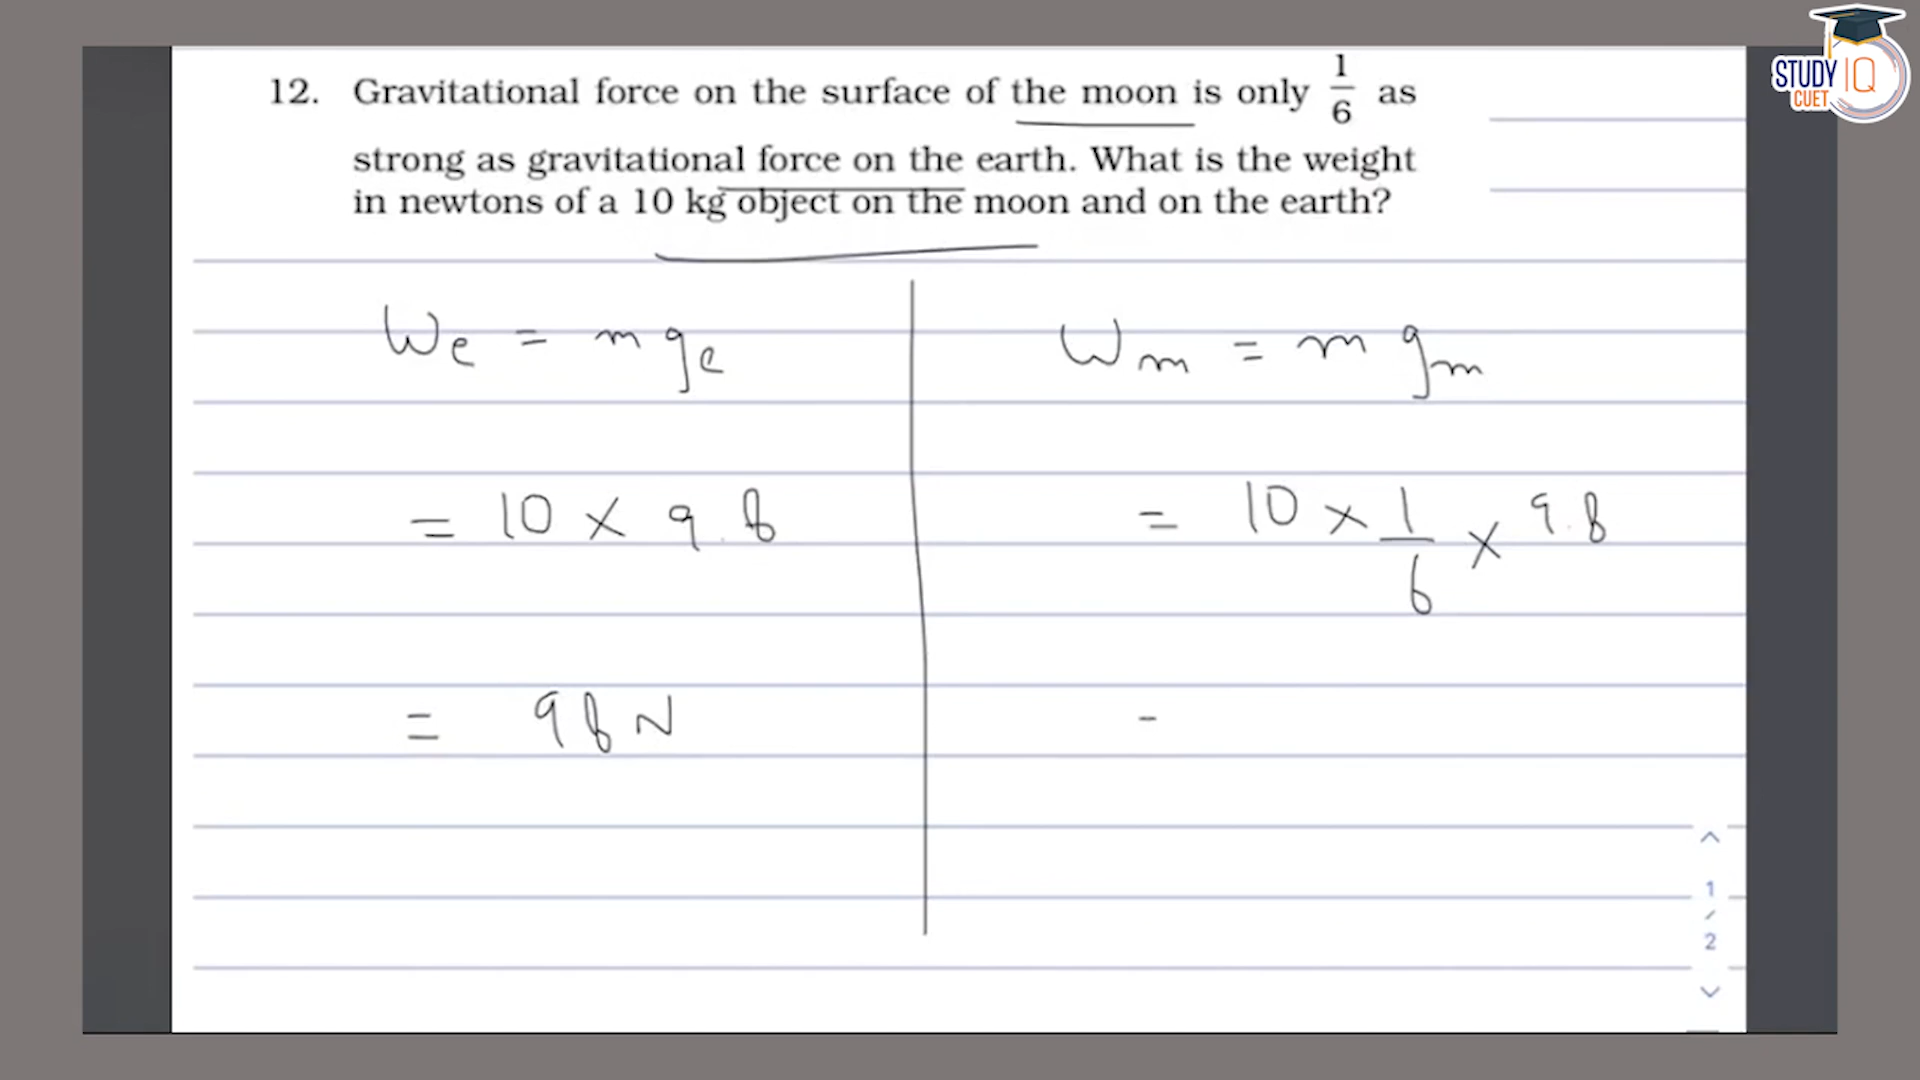 12. Gravitational force on the surface of the moon is only 1/6 as
strong as gravitational force on the earth. What is the weight
in newtons of a 10 kg object on the moon and on the earth?
We = mge
= 10 × 9.8
= 98 N
Wm = mgm
= 10 × 1/6 × 9.8
-
STUDY IQ
CUET
1
/
2